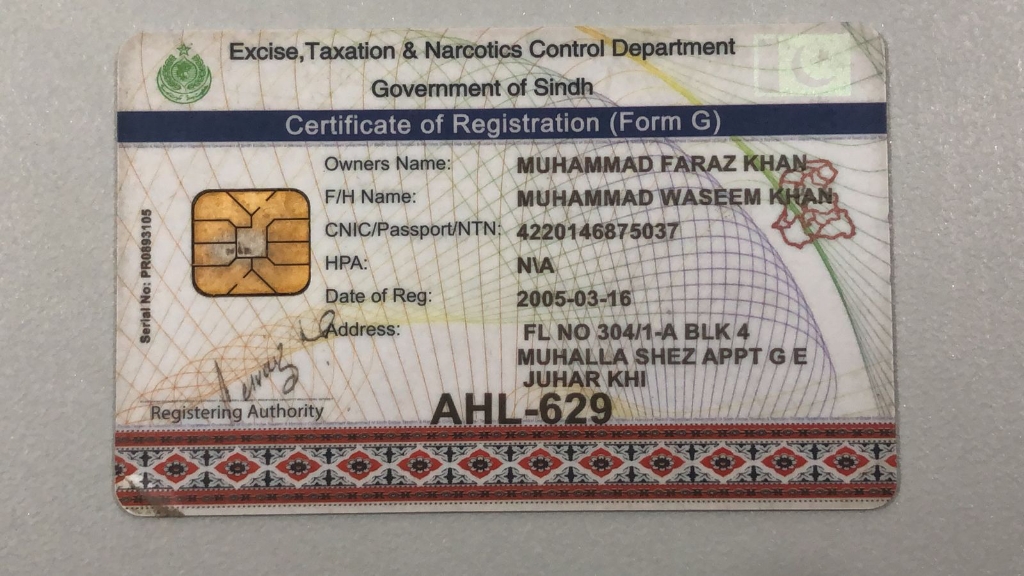 Excise,Taxation & Narcotics Control Department
Government of Sindh
Certificate of Registration (Form G)
Owners Name: MUHAMMAD FARAZ KHAN
F/H Name: MUHAMMAD WASEEM KHAN
CNIC/Passport/NTN: 4220146875037
HPA: N\A
Date of Reg: 2005-03-16
Address: FL NO 304/1-A BLK 4
MUHALLA SHEZ APPT G E
JUHAR KHI
Serial No: PR0893105
Registering Authority
AHL-629